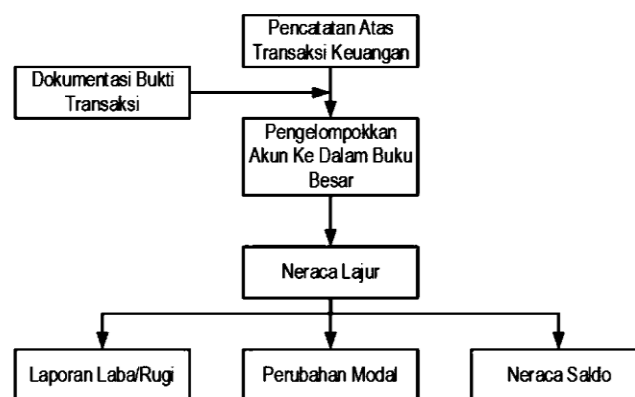 Pencatatan Atas
Transaksi Keuangan
Dokumentasi Bukti
Transaksi
Pengelompokkan
Akun Ke Dalam Buku
Besar
Neraca Lajur
Laporan Laba/Rugi
Perubahan Modal
Neraca Saldo